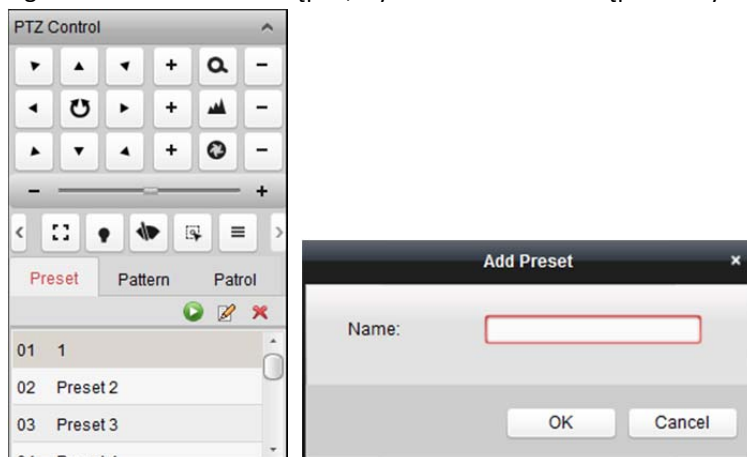 PTZ Control
Preset Pattern Patrol
01 1
02 Preset 2
03 Preset 3
Add Preset
Name:
OK Cancel